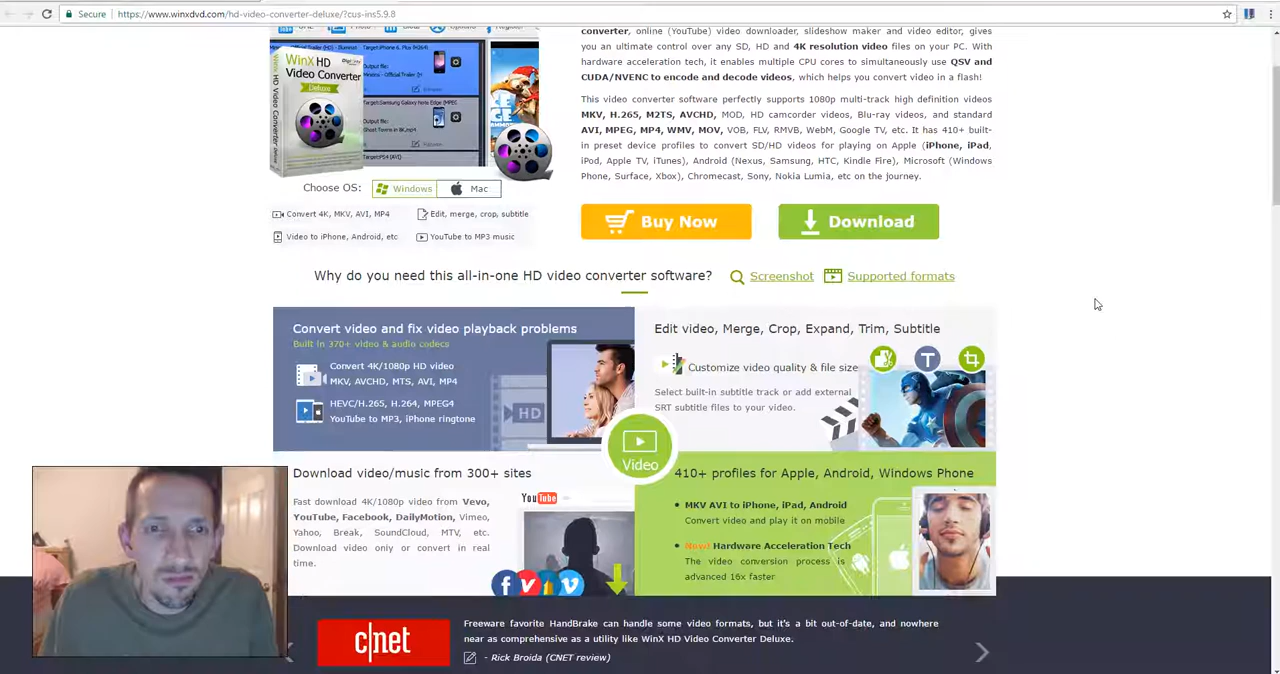 Secure https://www.winxdvd.com/hd-video-converter-deluxe/?cus-ins5.9.8
WinX HD
Video Converter
Deluxe
Target:iPhone 6, Plus (H264)
Output file:
Output file:
Target:PS4 (AVI)
converter, online (YouTube) video downloader, slideshow maker and video editor, gives
you an ultimate control over any SD, HD and 4K resolution video files on your PC. With
hardware acceleration tech, it enables multiple CPU cores to simultaneously use QSV and
CUDA/NVENC to encode and decode videos, which helps you convert video in a flash!
This video converter software perfectly supports 1080p multi-track high definition videos
MKV, H.265, M2TS, AVCHD, MOD, HD camcorder videos, Blu-ray videos, and standard
AVI, MPEG, MP4, WMV, MOV, VOB, FLV, RMVB, WebM, Google TV, etc. It has 410+ built-
in preset device profiles to convert SD/HD videos for playing on Apple (iPhone, iPad,
iPod, Apple TV, iTunes), Android (Nexus, Samsung, HTC, Kindle Fire), Microsoft (Windows
Phone, Surface, Xbox), Chromecast, Sony, Nokia Lumia, etc on the journey.
Choose OS: Windows Mac
Convert 4K, MKV, AVI, MP4 Edit, merge, crop, subtitle
Video to iPhone, Android, etc YouTube to MP3 music
Buy Now Download
Why do you need this all-in-one HD video converter software? Screenshot Supported formats
Convert video and fix video playback problems
Built in 370+ video & audio codecs
Convert 4K/1080p HD video
MKV, AVCHD, MTS, AVI, MP4
HEVC/H.265, H.264, MPEG4
YouTube to MP3, iPhone ringtone
HD
Edit video, Merge, Crop, Expand, Trim, Subtitle
Customize video quality & file size
Select built-in subtitle track or add external
SRT subtitle files to your video.
T
Video
Download video/music from 300+ sites
Fast download 4K/1080p video from Vevo,
YouTube, Facebook, DailyMotion, Vimeo,
Yahoo, Break, SoundCloud, MTV, etc.
Download video oniy or convert in real
time.
YouTube
410+ profiles for Apple, Android, Windows Phone
MKV AVI to iPhone, iPad, Android
Convert video and play it on mobile
New! Hardware Acceleration Tech
The video conversion process is
advanced 16x faster
c|net
Freeware favorite HandBrake can handle some video formats, but it's a bit out-of-date, and nowhere
near as comprehensive as a utility like WinX HD Video Converter Deluxe.
- Rick Broida (CNET review)